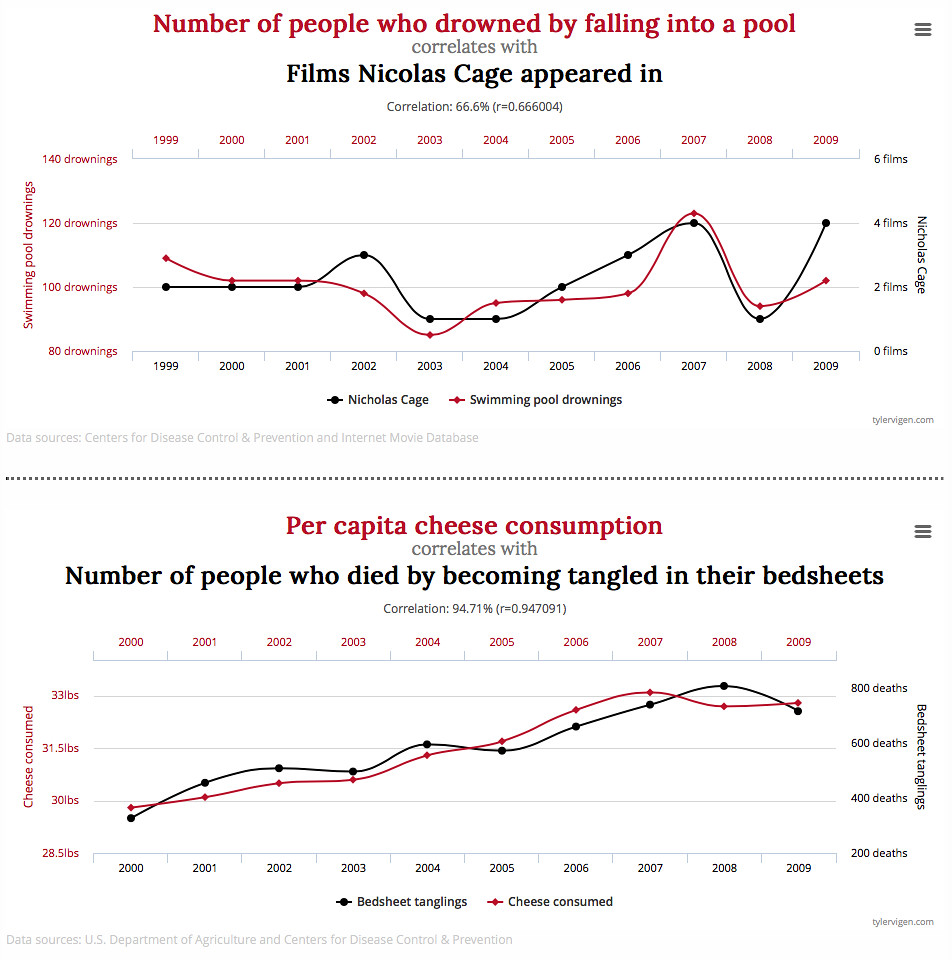 Number of people who drowned by falling into a pool
correlates with
Films Nicolas Cage appeared in
Correlation: 66.6% (r=0.666004)
1999 2000 2001 2002 2003 2004 2005 2006 2007 2008 2009
140 drownings 6 films
120 drownings 4 films
100 drownings 2 films
80 drownings 0 films
Swimming pool drownings
Nicholas Cage
1999 2000 2001 2002 2003 2004 2005 2006 2007 2008 2009
Nicholas Cage Swimming pool drownings
tylervigen.com
Data sources: Centers for Disease Control & Prevention and Internet Movie Database
Per capita cheese consumption
correlates with
Number of people who died by becoming tangled in their bedsheets
Correlation: 94.71% (r=0.947091)
2000 2001 2002 2003 2004 2005 2006 2007 2008 2009
33lbs 800 deaths
31.5lbs 600 deaths
30lbs 400 deaths
28.5lbs 200 deaths
Cheese consumed
Bedsheet tanglings
2000 2001 2002 2003 2004 2005 2006 2007 2008 2009
Bedsheet tanglings Cheese consumed
tylervigen.com
Data sources: U.S. Department of Agriculture and Centers for Disease Control & Prevention